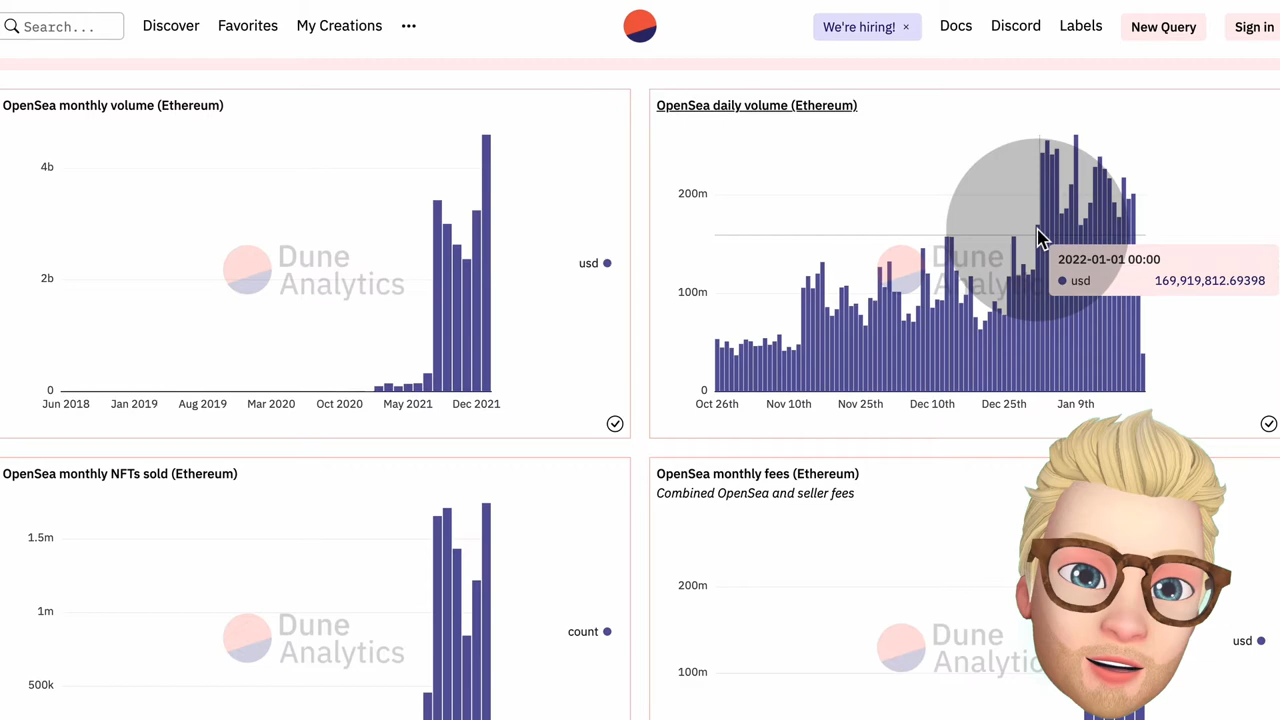 Search...
Discover
Favorites
My Creations
We're hiring! ×
Docs
Discord
Labels
New Query
Sign in
OpenSea monthly volume (Ethereum)
4b
2b
0
Jun 2018 Jan 2019 Aug 2019 Mar 2020 Oct 2020 May 2021 Dec 2021
usd
Dune
Analytics
OpenSea daily volume (Ethereum)
200m
100m
0
Oct 26th Nov 10th Nov 25th Dec 10th Dec 25th Jan 9th
Dune
Analytics
2022-01-01 00:00
usd 169,919,812.69398
OpenSea monthly NFTs sold (Ethereum)
1.5m
1m
500k
count
Dune
Analytics
OpenSea monthly fees (Ethereum)
Combined OpenSea and seller fees
200m
100m
usd
Dune